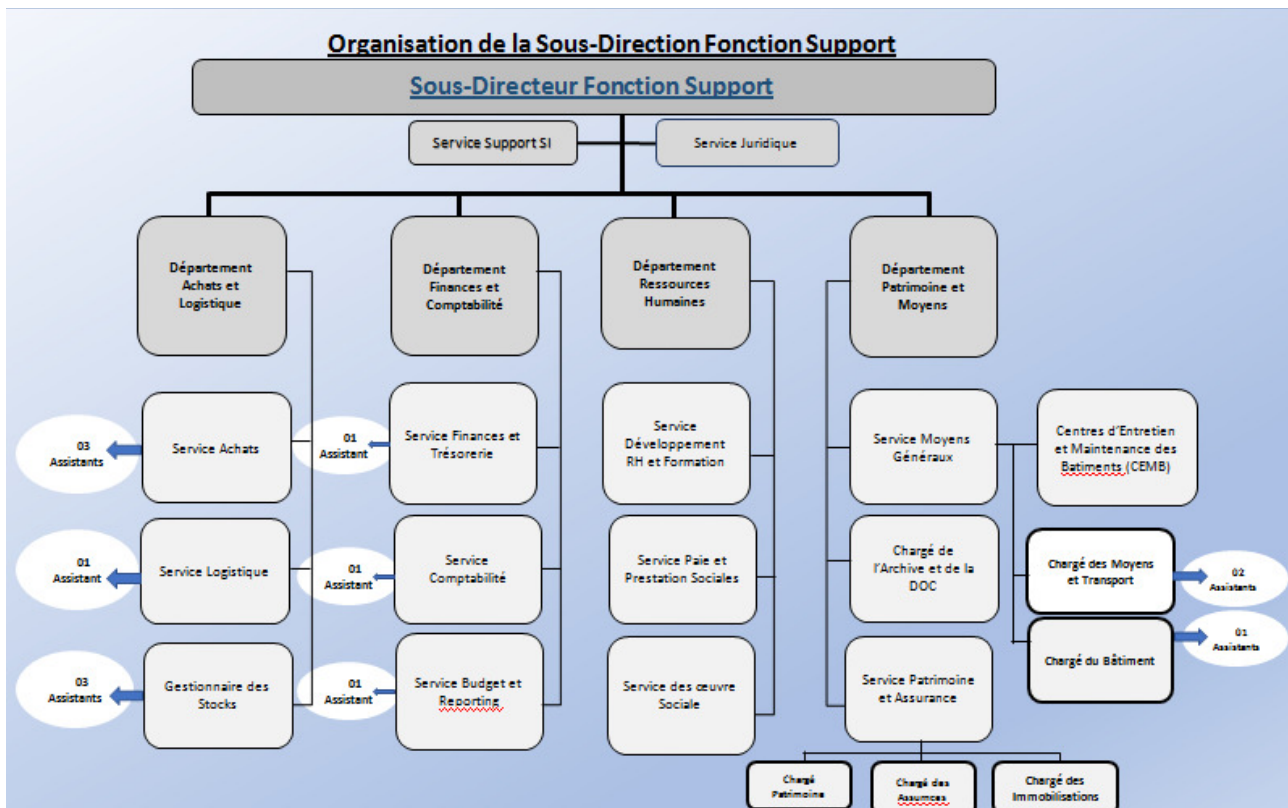 Organisation de la Sous-Direction Fonction Support
Sous-Directeur Fonction Support
Service Support SI
Service Juridique
Département
Achats et
Logistique
Département
Finances et
Comptabilité
Département
Ressources
Humaines
Département
Patrimoine et
Moyens
03
Assistants
Service Achats
01
Assistant
Service Finances et
Trésorerie
Service
Développement
RH et Formation
Service Moyens
Généraux
Centres d'Entretien
et Maintenance des
Batiments (CEMB)
01
Assistant
Service Logistique
01
Assistant
Service
Comptabilité
Service Paie et
Prestation Sociales
Chargé de
l'Archive et de la
DOC
Chargé des Moyens
et Transport
02
Assistants
Chargé du Bâtiment
01
Assistants
03
Assistants
Gestionnaire des
Stocks
01
Assistant
Service Budget et
Reporting
Service des œuvre
Sociale
Service Patrimoine
et Assurance
Chargé
Patrimoine
Chargé des
Assurnces
Chargé des
Immobilisations